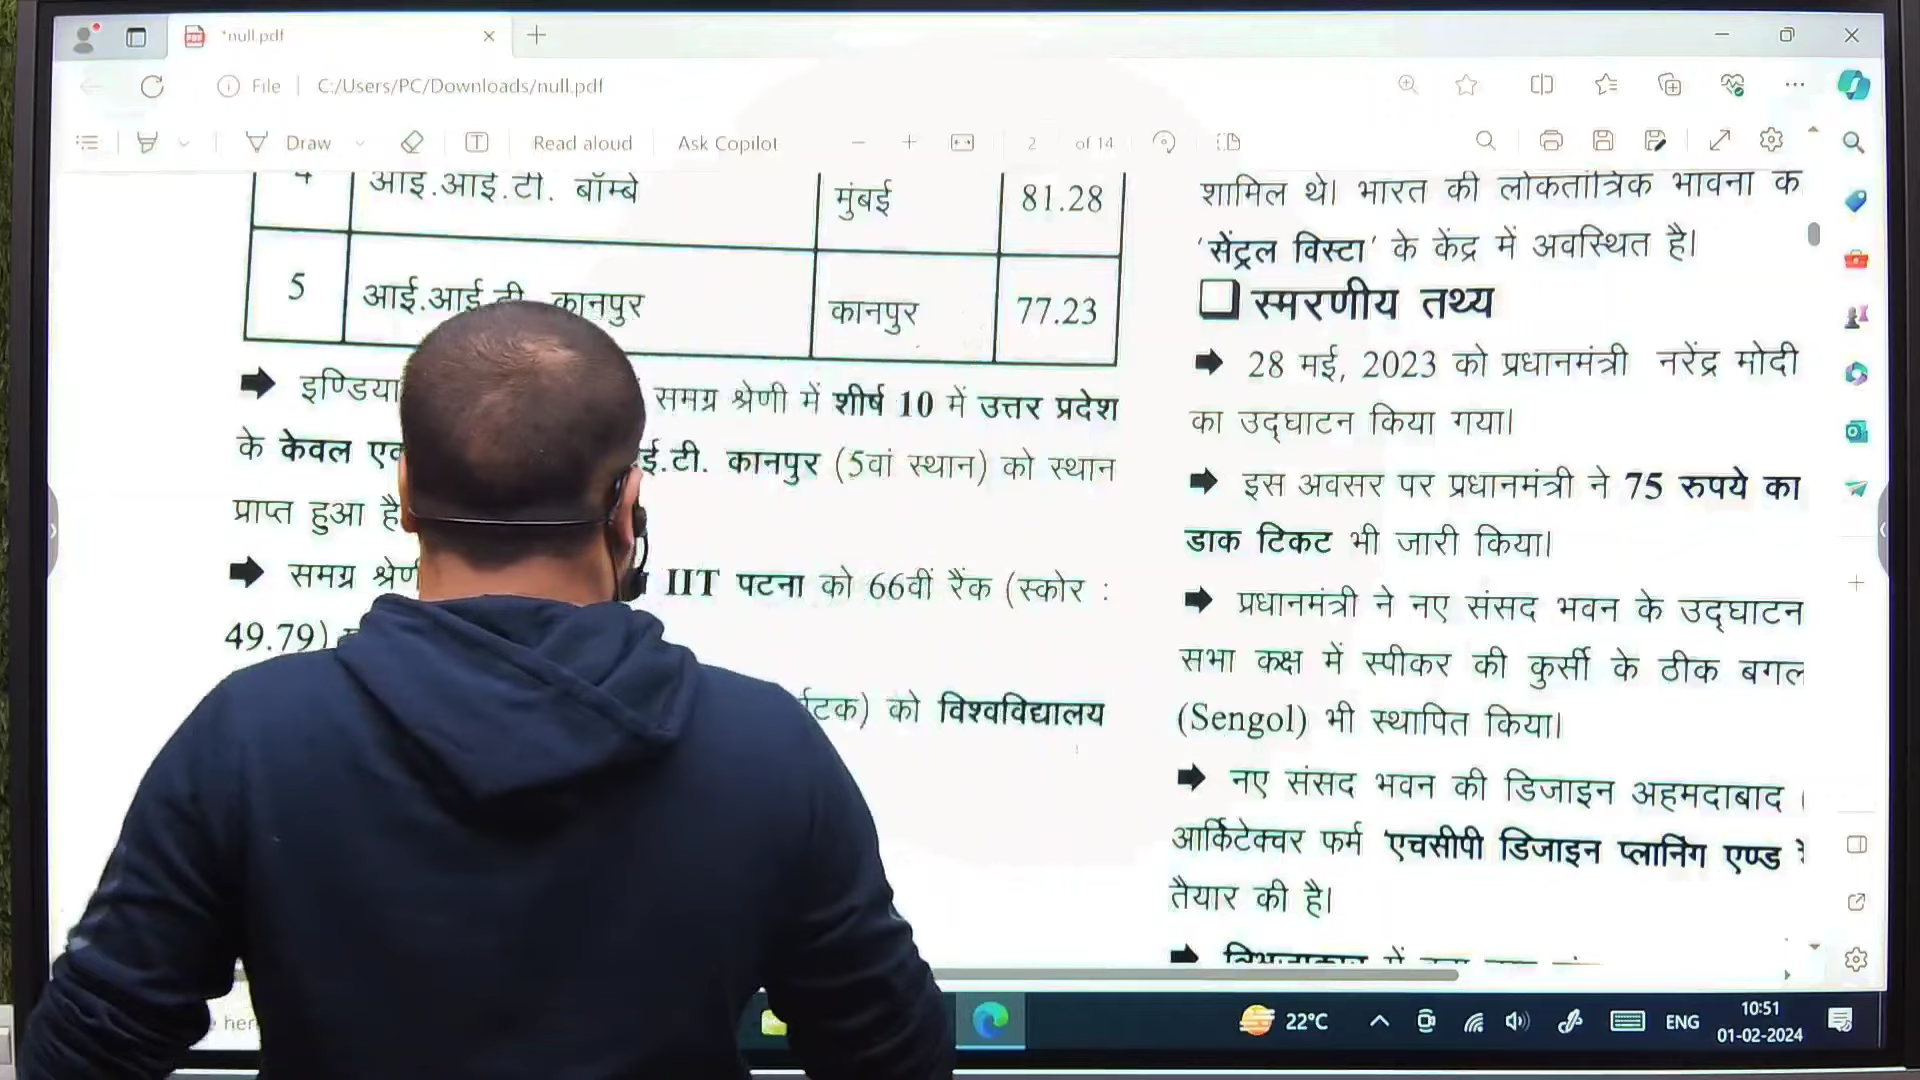 *null.pdf
File
C:/Users/PC/Downloads/null.pdf
Draw
Read aloud
Ask Copilot
2
of 14
4 आई.आई.टी. बॉम्बे मुंबई 81.28
5 आई.आई.टी. कानपुर कानपुर 77.23
इण्डिया समग्र श्रेणी में शीर्ष 10 में उत्तर प्रदेश
के केवल ई.टी. कानपुर (5वां स्थान) को स्थान
प्राप्त हुआ है
समग्र IIT पटना को 66वीं रैंक (स्कोर :
49.79)
को विश्वविद्यालय
शामिल थे। भारत की लोकतांत्रिक भावना
'सेंट्रल विस्टा' के केंद्र में अवस्थित है।
स्मरणीय तथ्य
28 मई, 2023 को प्रधानमंत्री नरेंद्र मोदी
का उद्घाटन किया गया।
इस अवसर पर प्रधानमंत्री ने 75 रुपये का
डाक टिकट भी जारी किया।
प्रधानमंत्री ने नए संसद भवन के उद्घाटन
सभा कक्ष में स्पीकर की कुर्सी के ठीक बगल
(Sengol) भी स्थापित किया।
नए संसद भवन की डिजाइन अहमदाबाद
आर्किटेक्चर फर्म 'एचसीपी डिजाइन प्लानिंग एण्ड
तैयार की है।
22°C
ENG
10:51
01-02-2024